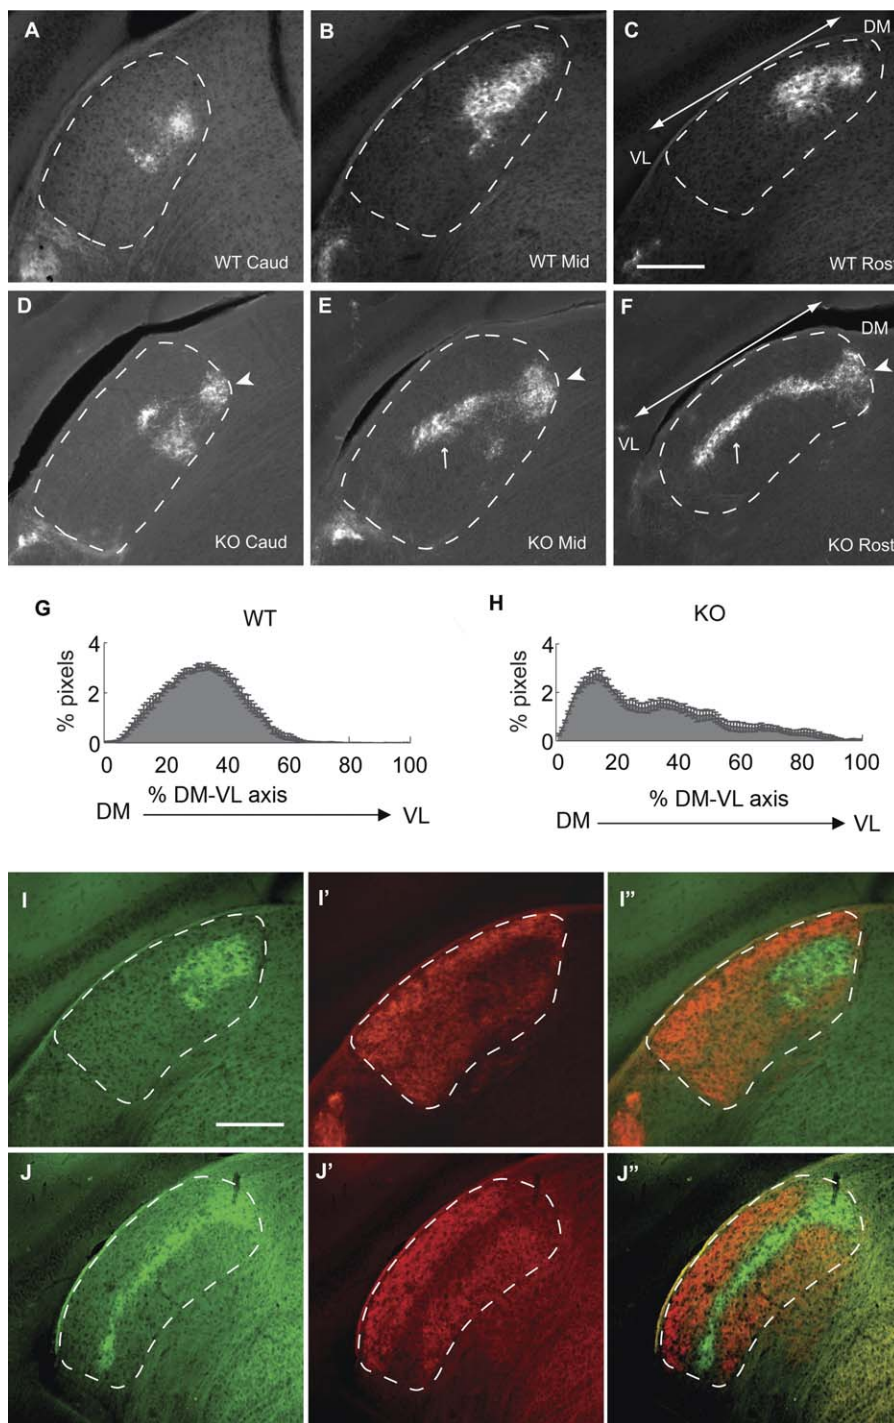 A
WT Caud
B
WT Mid
C
DM
VL
WT Rost
D
KO Caud
E
KO Mid
F
DM
VL
KO Rost
G
WT
% pixels
4
2
0
0 20 40 60 80 100
% DM-VL axis
DM VL
H
KO
% pixels
4
2
0
0 20 40 60 80 100
% DM-VL axis
DM VL
I
I’
I”
J
J’
J”